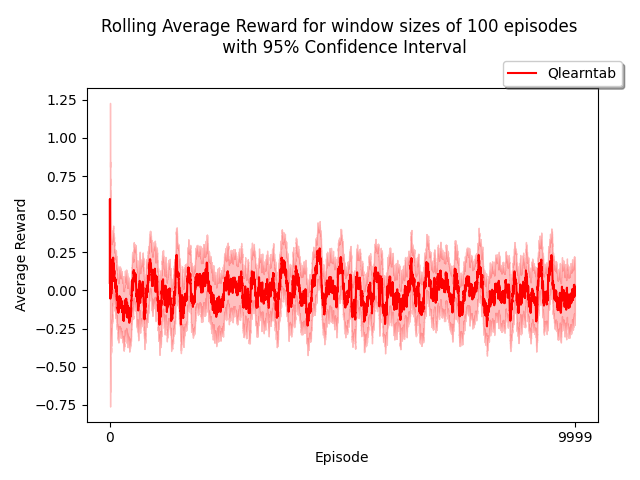 Rolling Average Reward for window sizes of 100 episodes
with 95% Confidence Interval
Qlearntab
1.25
1.00
0.75
0.50
0.25
0.00
−0.25
−0.50
−0.75
Average Reward
0
9999
Episode